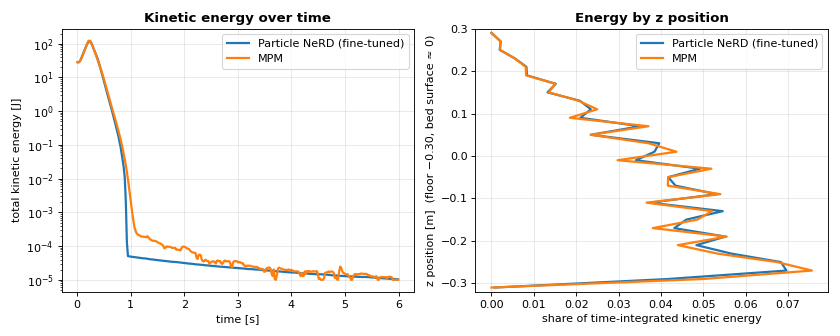 Kinetic energy over time
total kinetic energy [J]
10²
10¹
10⁰
10⁻¹
10⁻²
10⁻³
10⁻⁴
10⁻⁵
Particle NeRD (fine-tuned)
MPM
0 1 2 3 4 5 6
time [s]
Energy by z position
z position [m] (floor −0.30, bed surface ≈ 0)
0.3
0.2
0.1
0.0
−0.1
−0.2
−0.3
Particle NeRD (fine-tuned)
MPM
0.00 0.01 0.02 0.03 0.04 0.05 0.06 0.07
share of time-integrated kinetic energy